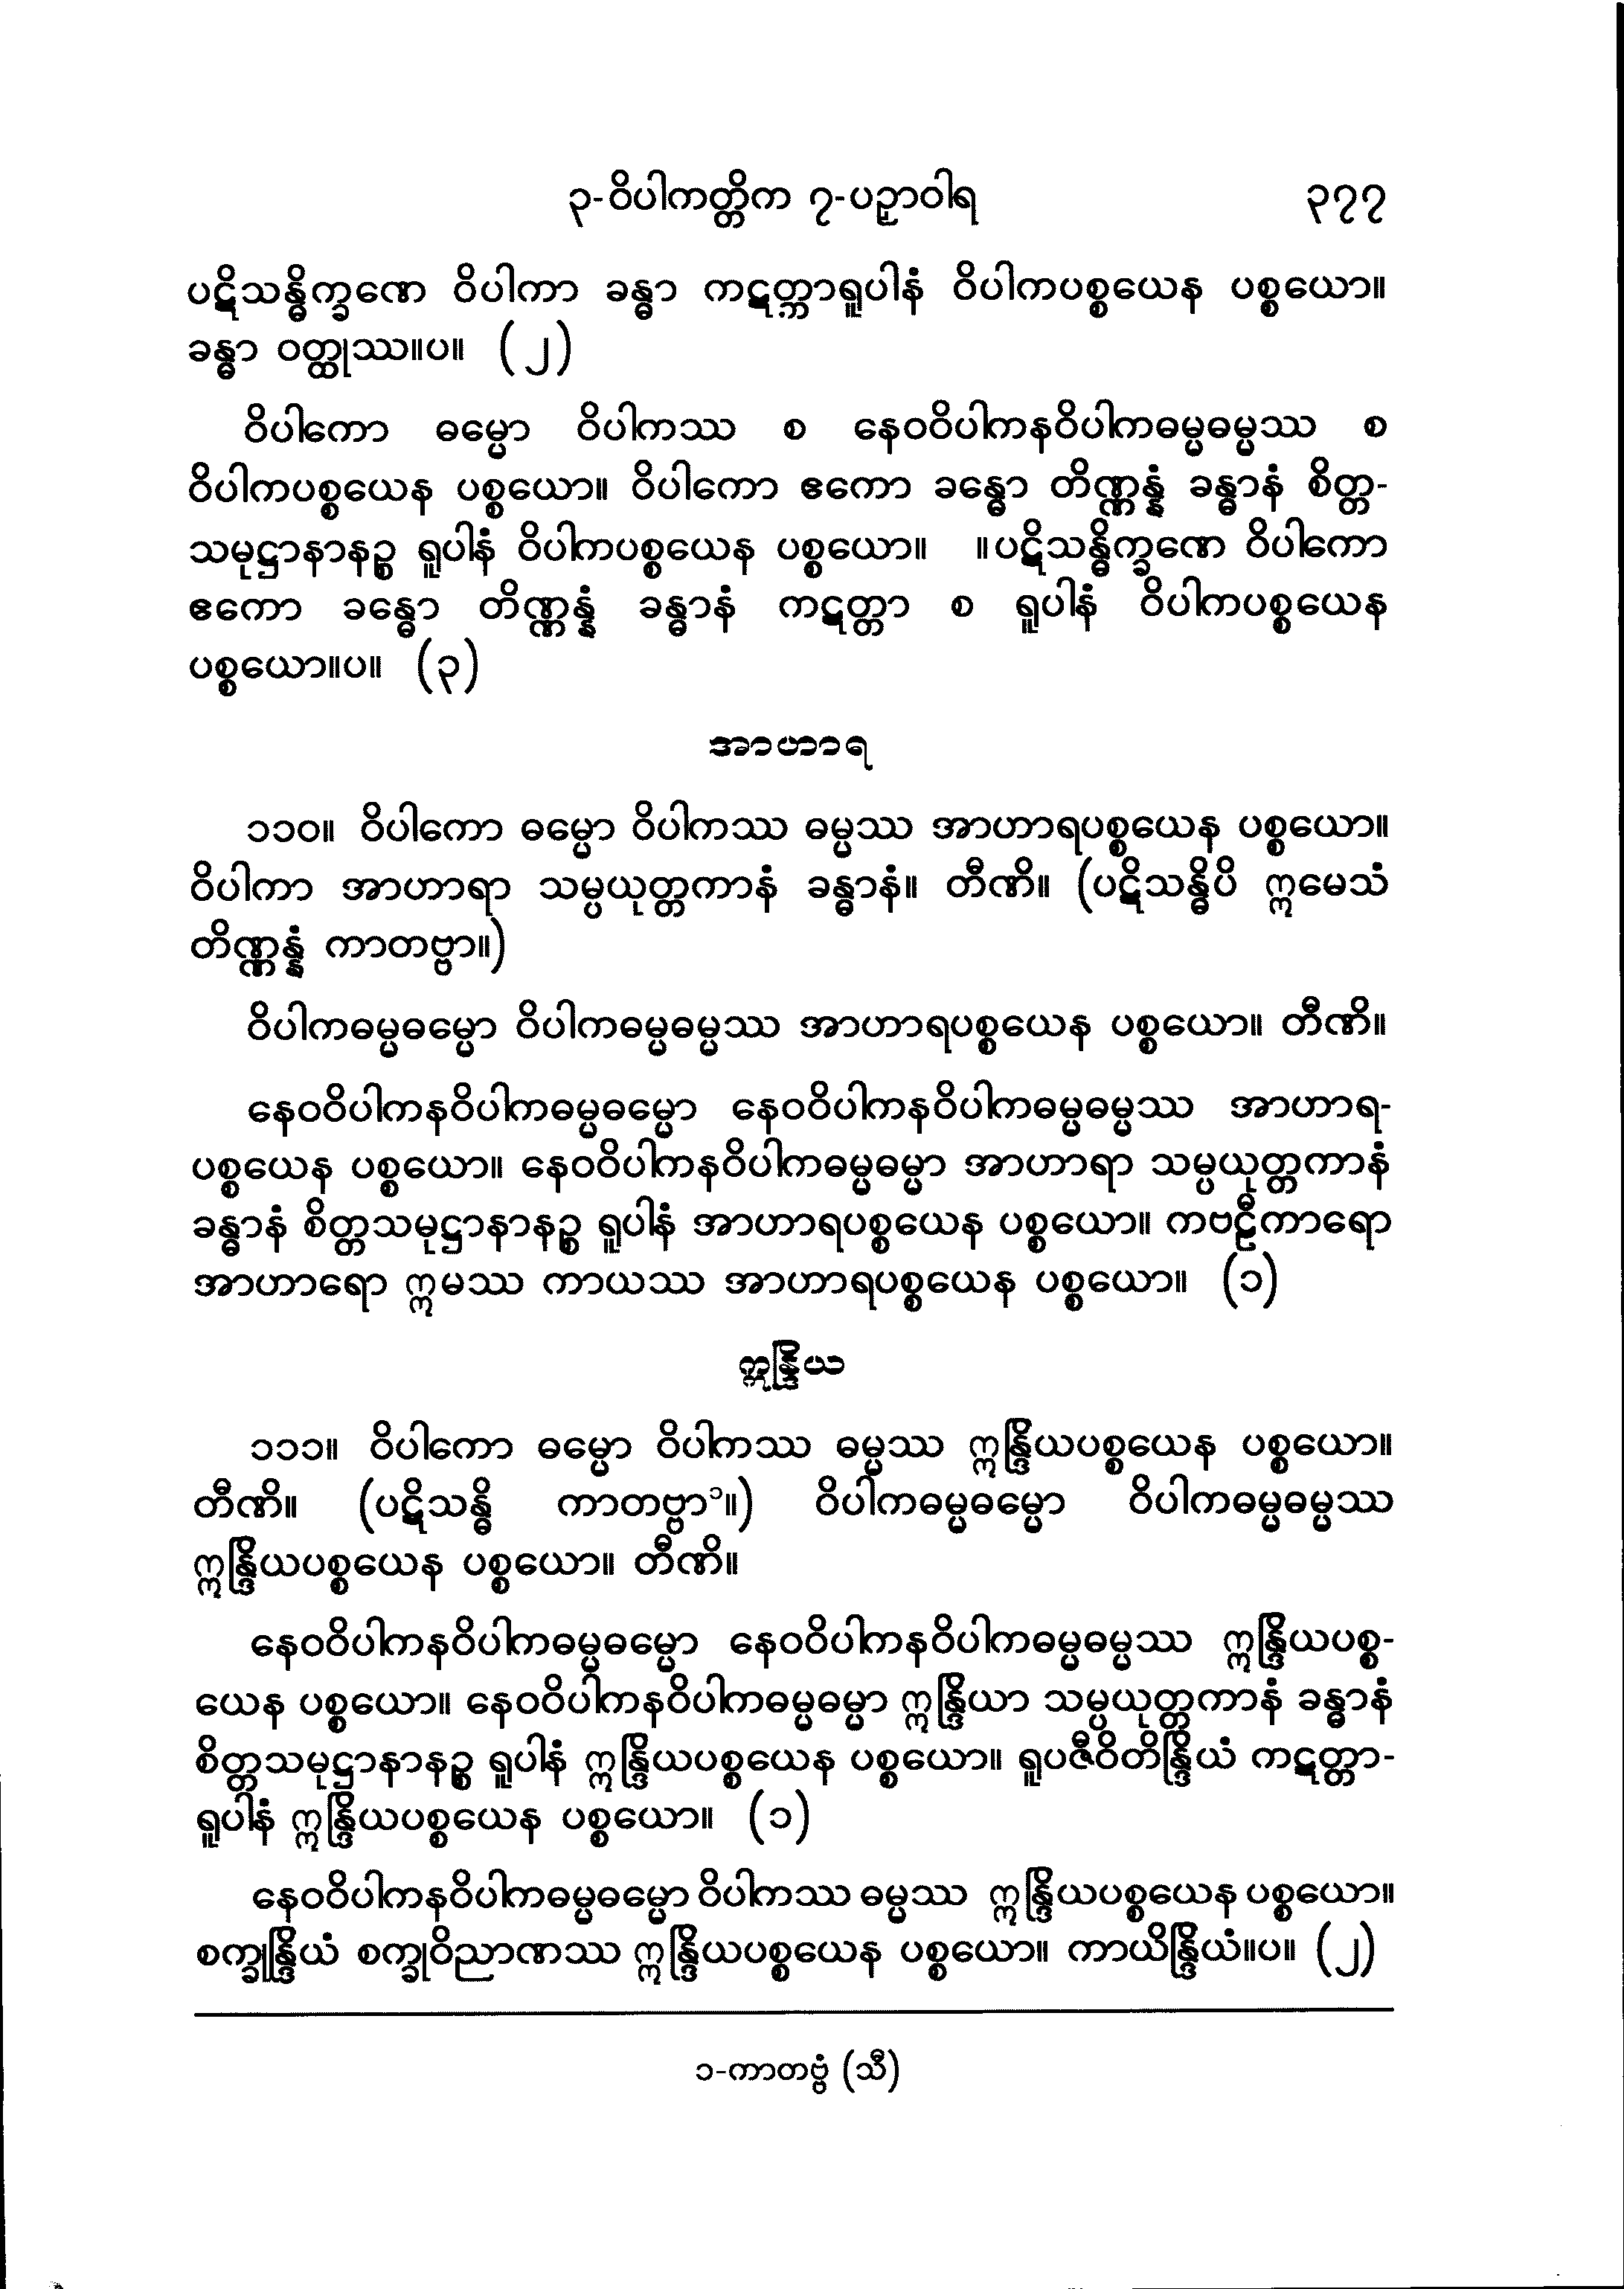 ၃-ဝိပါကတ္တိက ၇-ပဉှာဝါရ ၃၇၇
ပဋိသန္ဓိက္ခဏေ ဝိပါကာ ခန္ဓာ ကဋတ္တာရူပါနံ ဝိပါကပစ္စယေန ပစ္စယော။
ခန္ဓာ ဝတ္ထုဿ။ပ။ (၂)
ဝိပါကော ဓမ္မော ဝိပါကဿ စ နေဝဝိပါကနဝိပါကဓမ္မဓမ္မဿ စ
ဝိပါကပစ္စယေန ပစ္စယော။ ဝိပါကော ဧကော ခန္ဓော တိဏ္ဏန္နံ ခန္ဓာနံ စိတ္တ-
သမုဋ္ဌာနာနဉ္စ ရူပါနံ ဝိပါကပစ္စယေန ပစ္စယော။ ။ပဋိသန္ဓိက္ခဏေ ဝိပါကော
ဧကော ခန္ဓော တိဏ္ဏန္နံ ခန္ဓာနံ ကဋတ္တာ စ ရူပါနံ ဝိပါကပစ္စယေန
ပစ္စယော။ပ။ (၃)
အာဟာရ
၁၁၀။ ဝိပါကော ဓမ္မော ဝိပါကဿ ဓမ္မဿ အာဟာရပစ္စယေန ပစ္စယော။
ဝိပါကာ အာဟာရာ သမ္ပယုတ္တကာနံ ခန္ဓာနံ။ တီဏိ။ (ပဋိသန္ဓိပိ ဣမေသံ
တိဏ္ဏန္နံ ကာတဗ္ဗာ။)
ဝိပါကဓမ္မဓမ္မော ဝိပါကဓမ္မဓမ္မဿ အာဟာရပစ္စယေန ပစ္စယော။ တီဏိ။
နေဝဝိပါကနဝိပါကဓမ္မဓမ္မော နေဝဝိပါကနဝိပါကဓမ္မဓမ္မဿ အာဟာရ-
ပစ္စယေန ပစ္စယော။ နေဝဝိပါကနဝိပါကဓမ္မဓမ္မာ အာဟာရာ သမ္ပယုတ္တကာနံ
ခန္ဓာနံ စိတ္တသမုဋ္ဌာနာနဉ္စ ရူပါနံ အာဟာရပစ္စယေန ပစ္စယော။ ကဗဠီကာရော
အာဟာရော ဣမဿ ကာယဿ အာဟာရပစ္စယေန ပစ္စယော။ (၁)
ဣန္ဒြိယ
၁၁၁။ ဝိပါကော ဓမ္မော ဝိပါကဿ ဓမ္မဿ ဣန္ဒြိယပစ္စယေန ပစ္စယော။
တီဏိ။ (ပဋိသန္ဓိ ကာတဗ္ဗာ၁။) ဝိပါကဓမ္မဓမ္မော ဝိပါကဓမ္မဓမ္မဿ
ဣန္ဒြိယပစ္စယေန ပစ္စယော။ တီဏိ။
နေဝဝိပါကနဝိပါကဓမ္မဓမ္မော နေဝဝိပါကနဝိပါကဓမ္မဓမ္မဿ ဣန္ဒြိယပစ္စ-
ယေန ပစ္စယော။ နေဝဝိပါကနဝိပါကဓမ္မဓမ္မာ ဣန္ဒြိယာ သမ္ပယုတ္တကာနံ ခန္ဓာနံ
စိတ္တသမုဋ္ဌာနာနဉ္စ ရူပါနံ ဣန္ဒြိယပစ္စယေန ပစ္စယော။ ရူပဇီဝိတိန္ဒြိယံ ကဋတ္တာ-
ရူပါနံ ဣန္ဒြိယပစ္စယေန ပစ္စယော။ (၁)
နေဝဝိပါကနဝိပါကဓမ္မဓမ္မော ဝိပါကဿ ဓမ္မဿ ဣန္ဒြိယပစ္စယေန ပစ္စယော။
စက္ခုန္ဒြိယံ စက္ခုဝိညာဏဿ ဣန္ဒြိယပစ္စယေန ပစ္စယော။ ကာယိန္ဒြိယံ။ပ။ (၂)
၁-ကာတဗ္ဗံ (သီ)